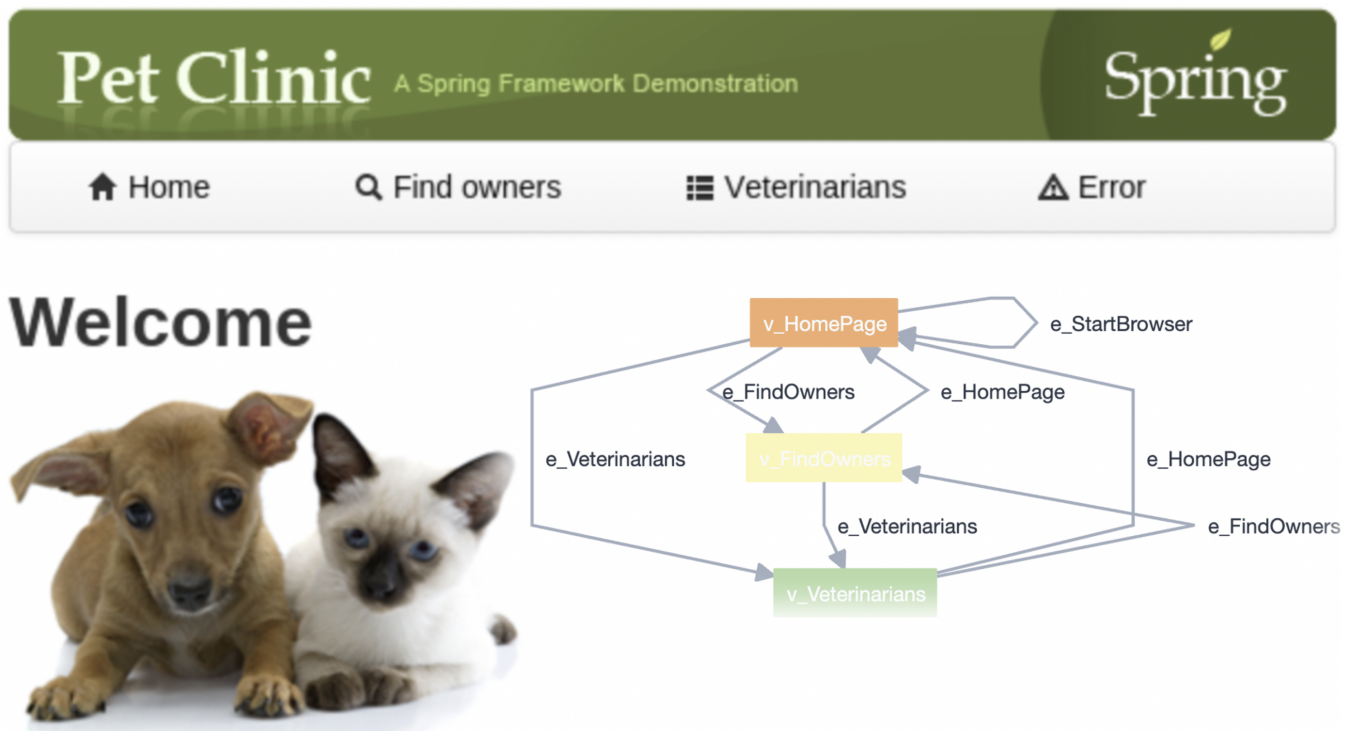 Pet Clinic A Spring Framework Demonstration
Spring
Home Find owners Veterinarians Error
Welcome
v_HomePage
e_StartBrowser
e_FindOwners
e_HomePage
v_FindOwners
e_Veterinarians
e_HomePage
e_Veterinarians
e_FindOwners
v_Veterinarians